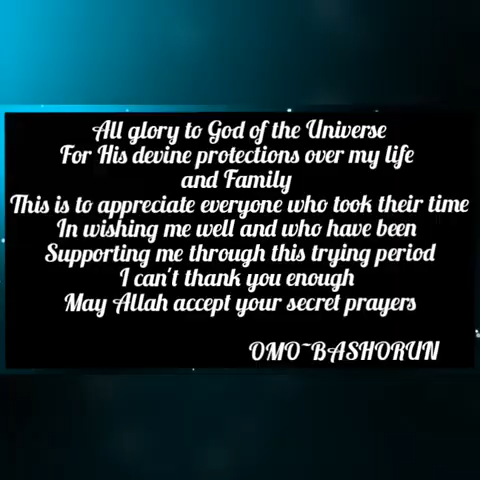 All glory to God of the Universe
For His devine protections over my life
and Family
This is to appreciate everyone who took their time
In wishing me well and who have been
Supporting me through this trying period
I can't thank you enough
May Allah accept your secret prayers
OMO~BASHORUN